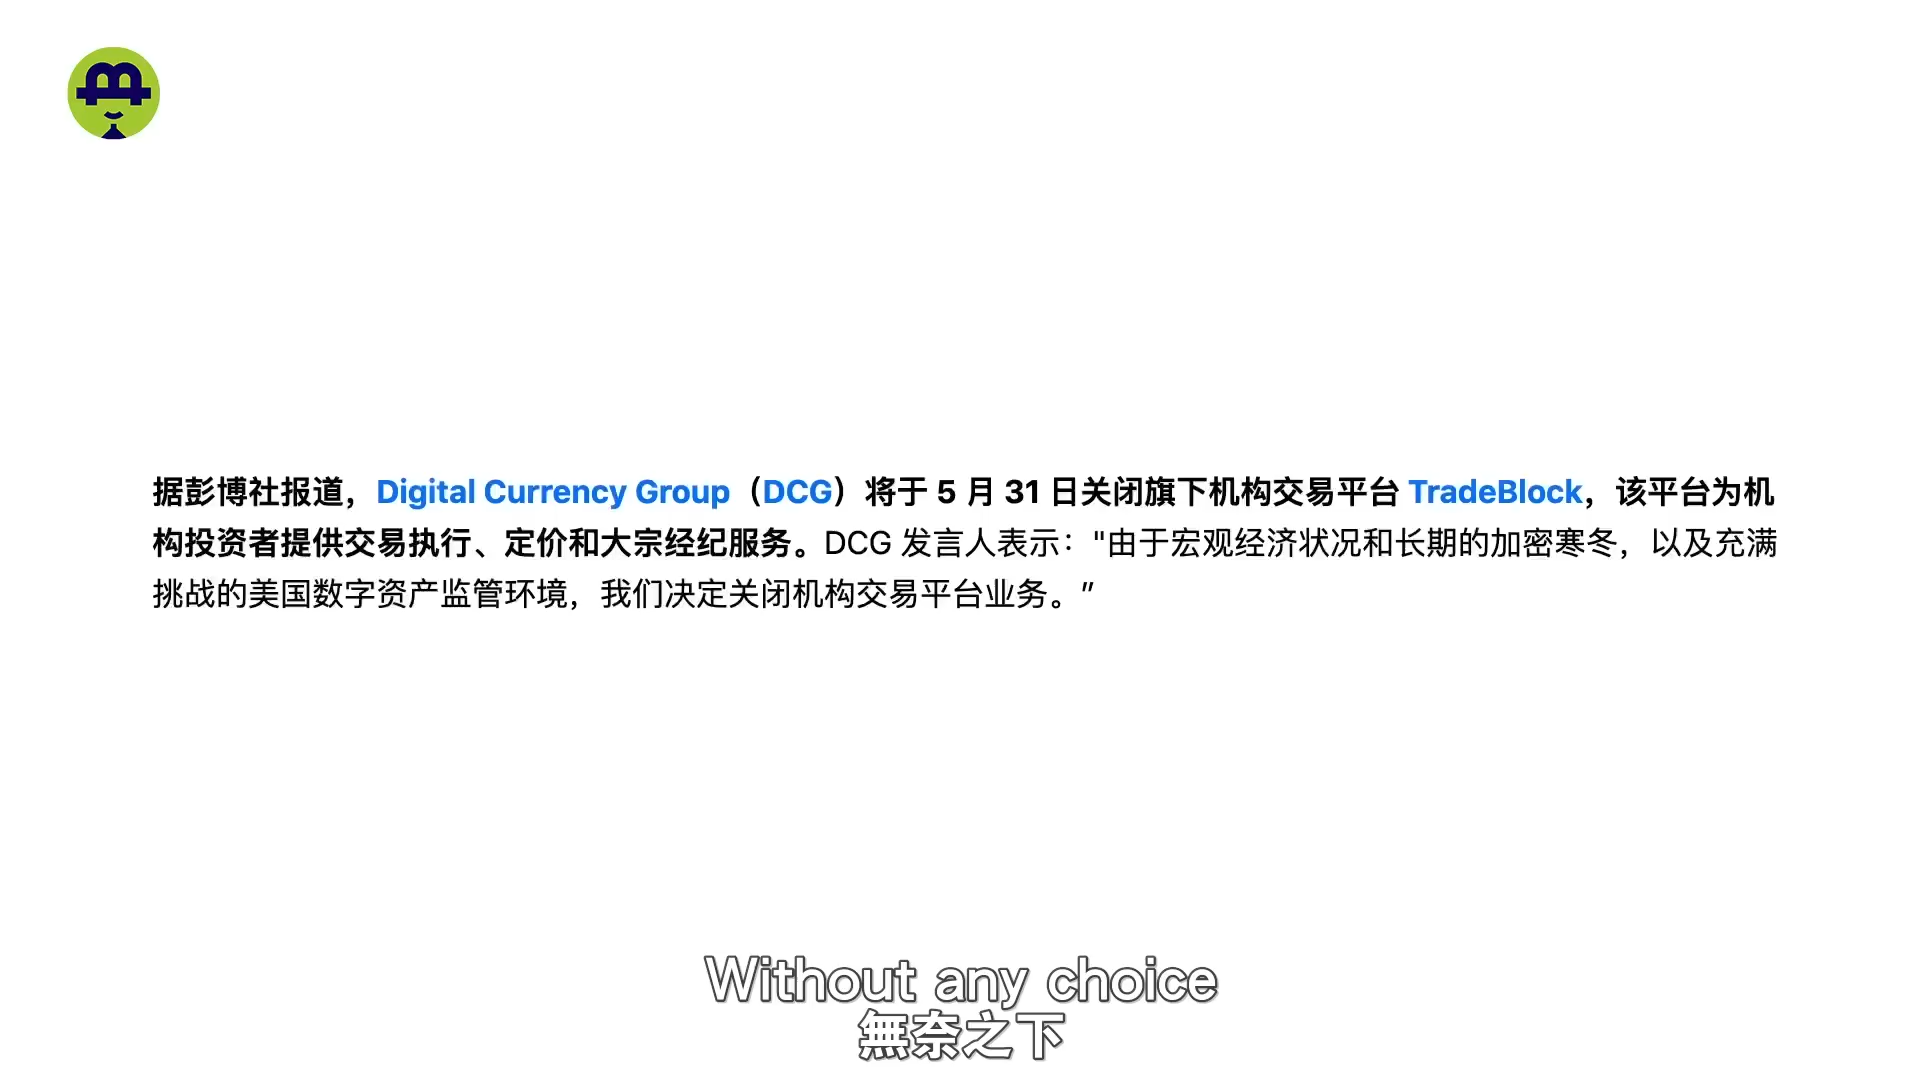 据彭博社报道，Digital Currency Group（DCG）将于 5 月 31 日关闭旗下机构交易平台 TradeBlock，该平台为机
构投资者提供交易执行、定价和大宗经纪服务。DCG 发言人表示："由于宏观经济状况和长期的加密寒冬，以及充满
挑战的美国数字资产监管环境，我们决定关闭机构交易平台业务。”
Without any choice
無奈之下